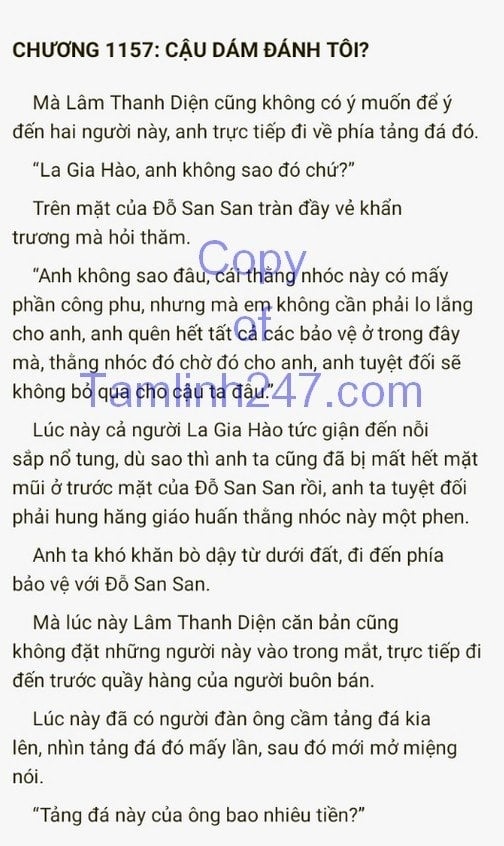 CHƯƠNG 1157: CẬU DÁM ĐÁNH TÔI?
Mà Lâm Thanh Diện cũng không có ý muốn để ý
đến hai người này, anh trực tiếp đi về phía tảng đá đó.
“La Gia Hào, anh không sao đó chứ?”
Trên mặt của Đỗ San San tràn đầy vẻ khẩn
trương mà hỏi thăm.
“Anh không sao đâu, cái thằng nhóc này có mấy
phần công phu, nhưng mà em không cần phải lo lắng
cho anh, anh quên hết tất cả các bảo vệ ở trong đây
mà, thằng nhóc đó chờ đó cho anh, anh tuyệt đối sẽ
không bỏ qua cho cậu ta đâu.”
Copy
of
Tamlinh247.com
Lúc này cả người La Gia Hào tức giận đến nỗi
sắp nổ tung, dù sao thì anh ta cũng đã bị mất hết mặt
mũi ở trước mặt của Đỗ San San rồi, anh ta tuyệt đối
phải hung hăng giáo huấn thằng nhóc này một phen.
Anh ta khó khăn bò dậy từ dưới đất, đi đến phía
bảo vệ với Đỗ San San.
Mà lúc này Lâm Thanh Diện căn bản cũng
không đặt những người này vào trong mắt, trực tiếp đi
đến trước quầy hàng của người buôn bán.
Lúc này đã có người đàn ông cầm tảng đá kia
lên, nhìn tảng đá đó mấy lần, sau đó mới mở miệng
nói.
“Tảng đá này của ông bao nhiêu tiền?”